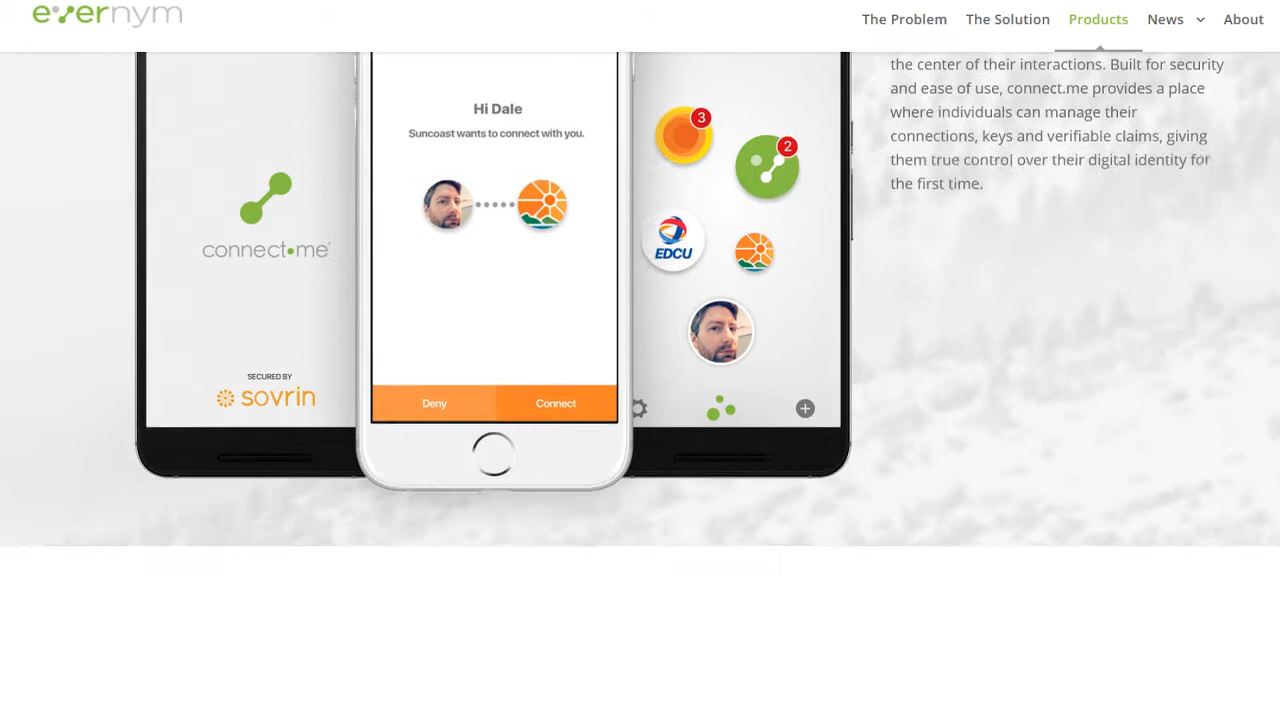 evernym
The Problem
The Solution
Products
News
About
the center of their interactions. Built for security
and ease of use, connect.me provides a place
where individuals can manage their
connections, keys and verifiable claims, giving
them true control over their digital identity for
the first time.
connect•me®
SECURED BY
sovrin
Hi Dale
Suncoast wants to connect with you.
Deny
Connect
3
2
EDCU